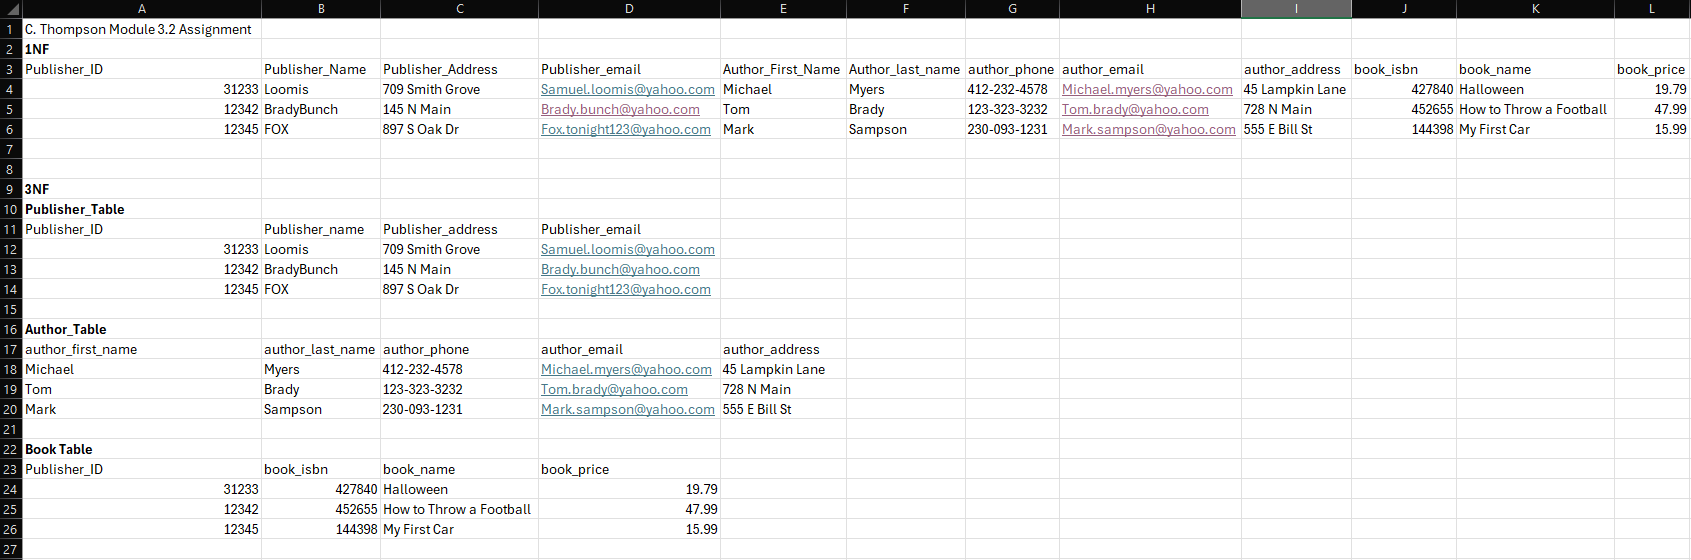 A B C D E F G H I J K L
1 C. Thompson Module 3.2 Assignment
2 1NF
3 Publisher_ID Publisher_Name Publisher_Address Publisher_email Author_First_Name Author_last_name author_phone author_email author_address book_isbn book_name book_price
4 31233 Loomis 709 Smith Grove Samuel.loomis@yahoo.com Michael Myers 412-232-4578 Michael.myers@yahoo.com 45 Lampkin Lane 427840 Halloween 19.79
5 12342 BradyBunch 145 N Main Brady.bunch@yahoo.com Tom Brady 123-323-3232 Tom.brady@yahoo.com 728 N Main 452655 How to Throw a Football 47.99
6 12345 FOX 897 S Oak Dr Fox.tonight123@yahoo.com Mark Sampson 230-093-1231 Mark.sampson@yahoo.com 555 E Bill St 144398 My First Car 15.99
7
8
9 3NF
10 Publisher_Table
11 Publisher_ID Publisher_name Publisher_address Publisher_email
12 31233 Loomis 709 Smith Grove Samuel.loomis@yahoo.com
13 12342 BradyBunch 145 N Main Brady.bunch@yahoo.com
14 12345 FOX 897 S Oak Dr Fox.tonight123@yahoo.com
15
16 Author_Table
17 author_first_name author_last_name author_phone author_email author_address
18 Michael Myers 412-232-4578 Michael.myers@yahoo.com 45 Lampkin Lane
19 Tom Brady 123-323-3232 Tom.brady@yahoo.com 728 N Main
20 Mark Sampson 230-093-1231 Mark.sampson@yahoo.com 555 E Bill St
21
22 Book Table
23 Publisher_ID book_isbn book_name book_price
24 31233 427840 Halloween 19.79
25 12342 452655 How to Throw a Football 47.99
26 12345 144398 My First Car 15.99
27